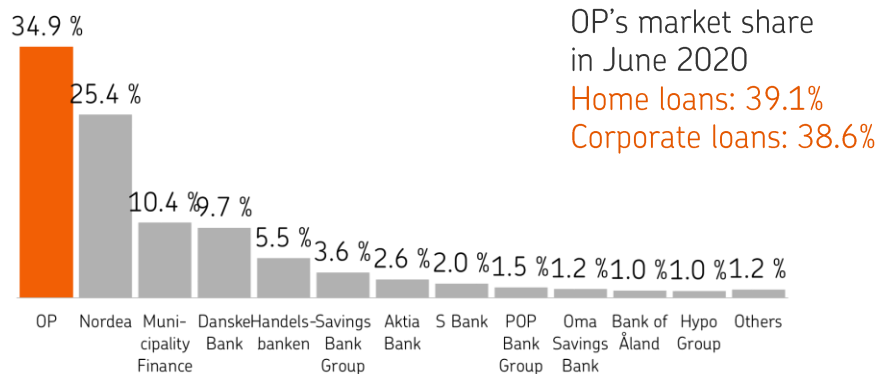 OP’s market share
in June 2020
Home loans: 39.1%
Corporate loans: 38.6%
34.9 %
25.4 %
10.4 %
9.7 %
5.5 %
3.6 %
2.6 %
2.0 %
1.5 %
1.2 %
1.0 %
1.0 %
1.2 %
OP
Nordea
Muni-
cipality
Finance
Danske
Bank
Handels-
banken
Savings
Bank
Group
Aktia
Bank
S Bank
POP
Bank
Group
Oma
Savings
Bank
Bank of
Åland
Hypo
Group
Others